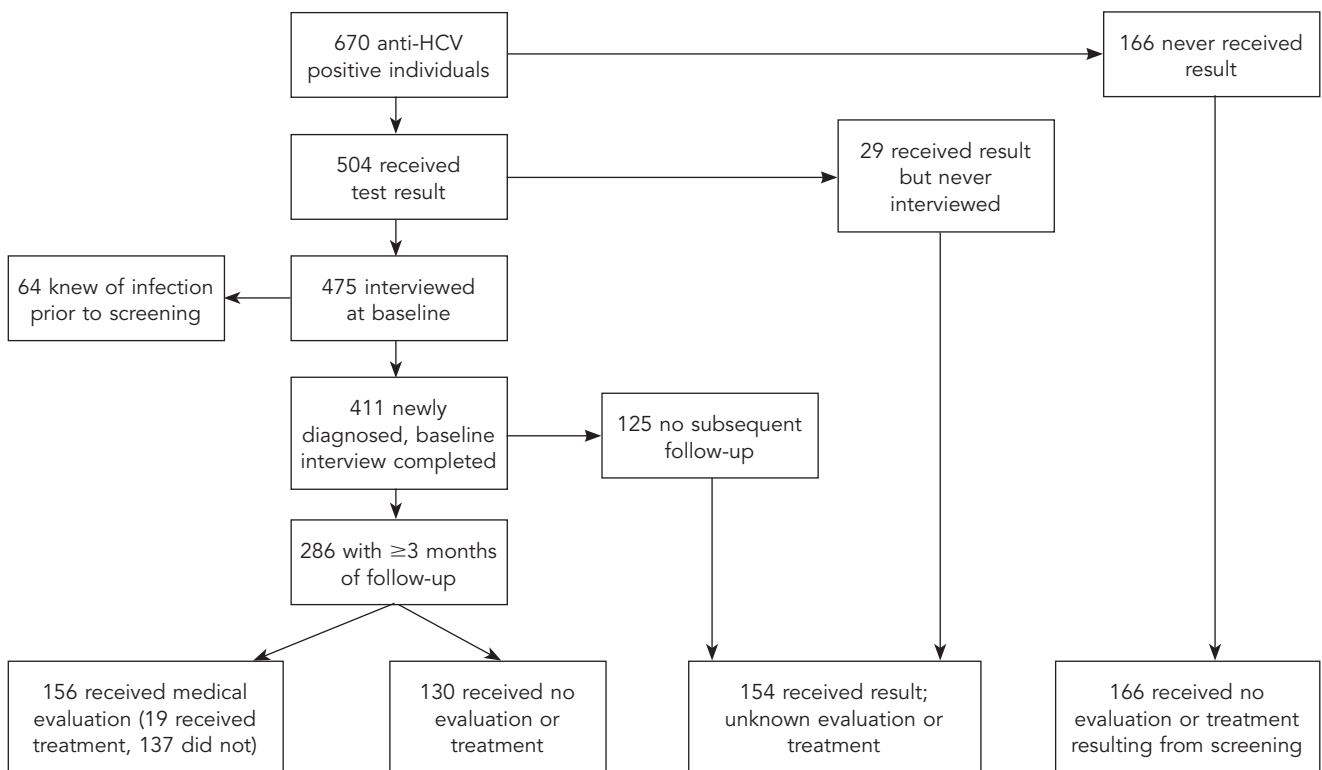 670 anti-HCV
positive individuals
166 never received
result
504 received
test result
29 received result
but never
interviewed
64 knew of infection
prior to screening
475 interviewed
at baseline
411 newly
diagnosed, baseline
interview completed
125 no subsequent
follow-up
286 with ≥3 months
of follow-up
156 received medical
evaluation (19 received
treatment, 137 did not)
130 received no
evaluation or
treatment
154 received result;
unknown evaluation or
treatment
166 received no
evaluation or treatment
resulting from screening